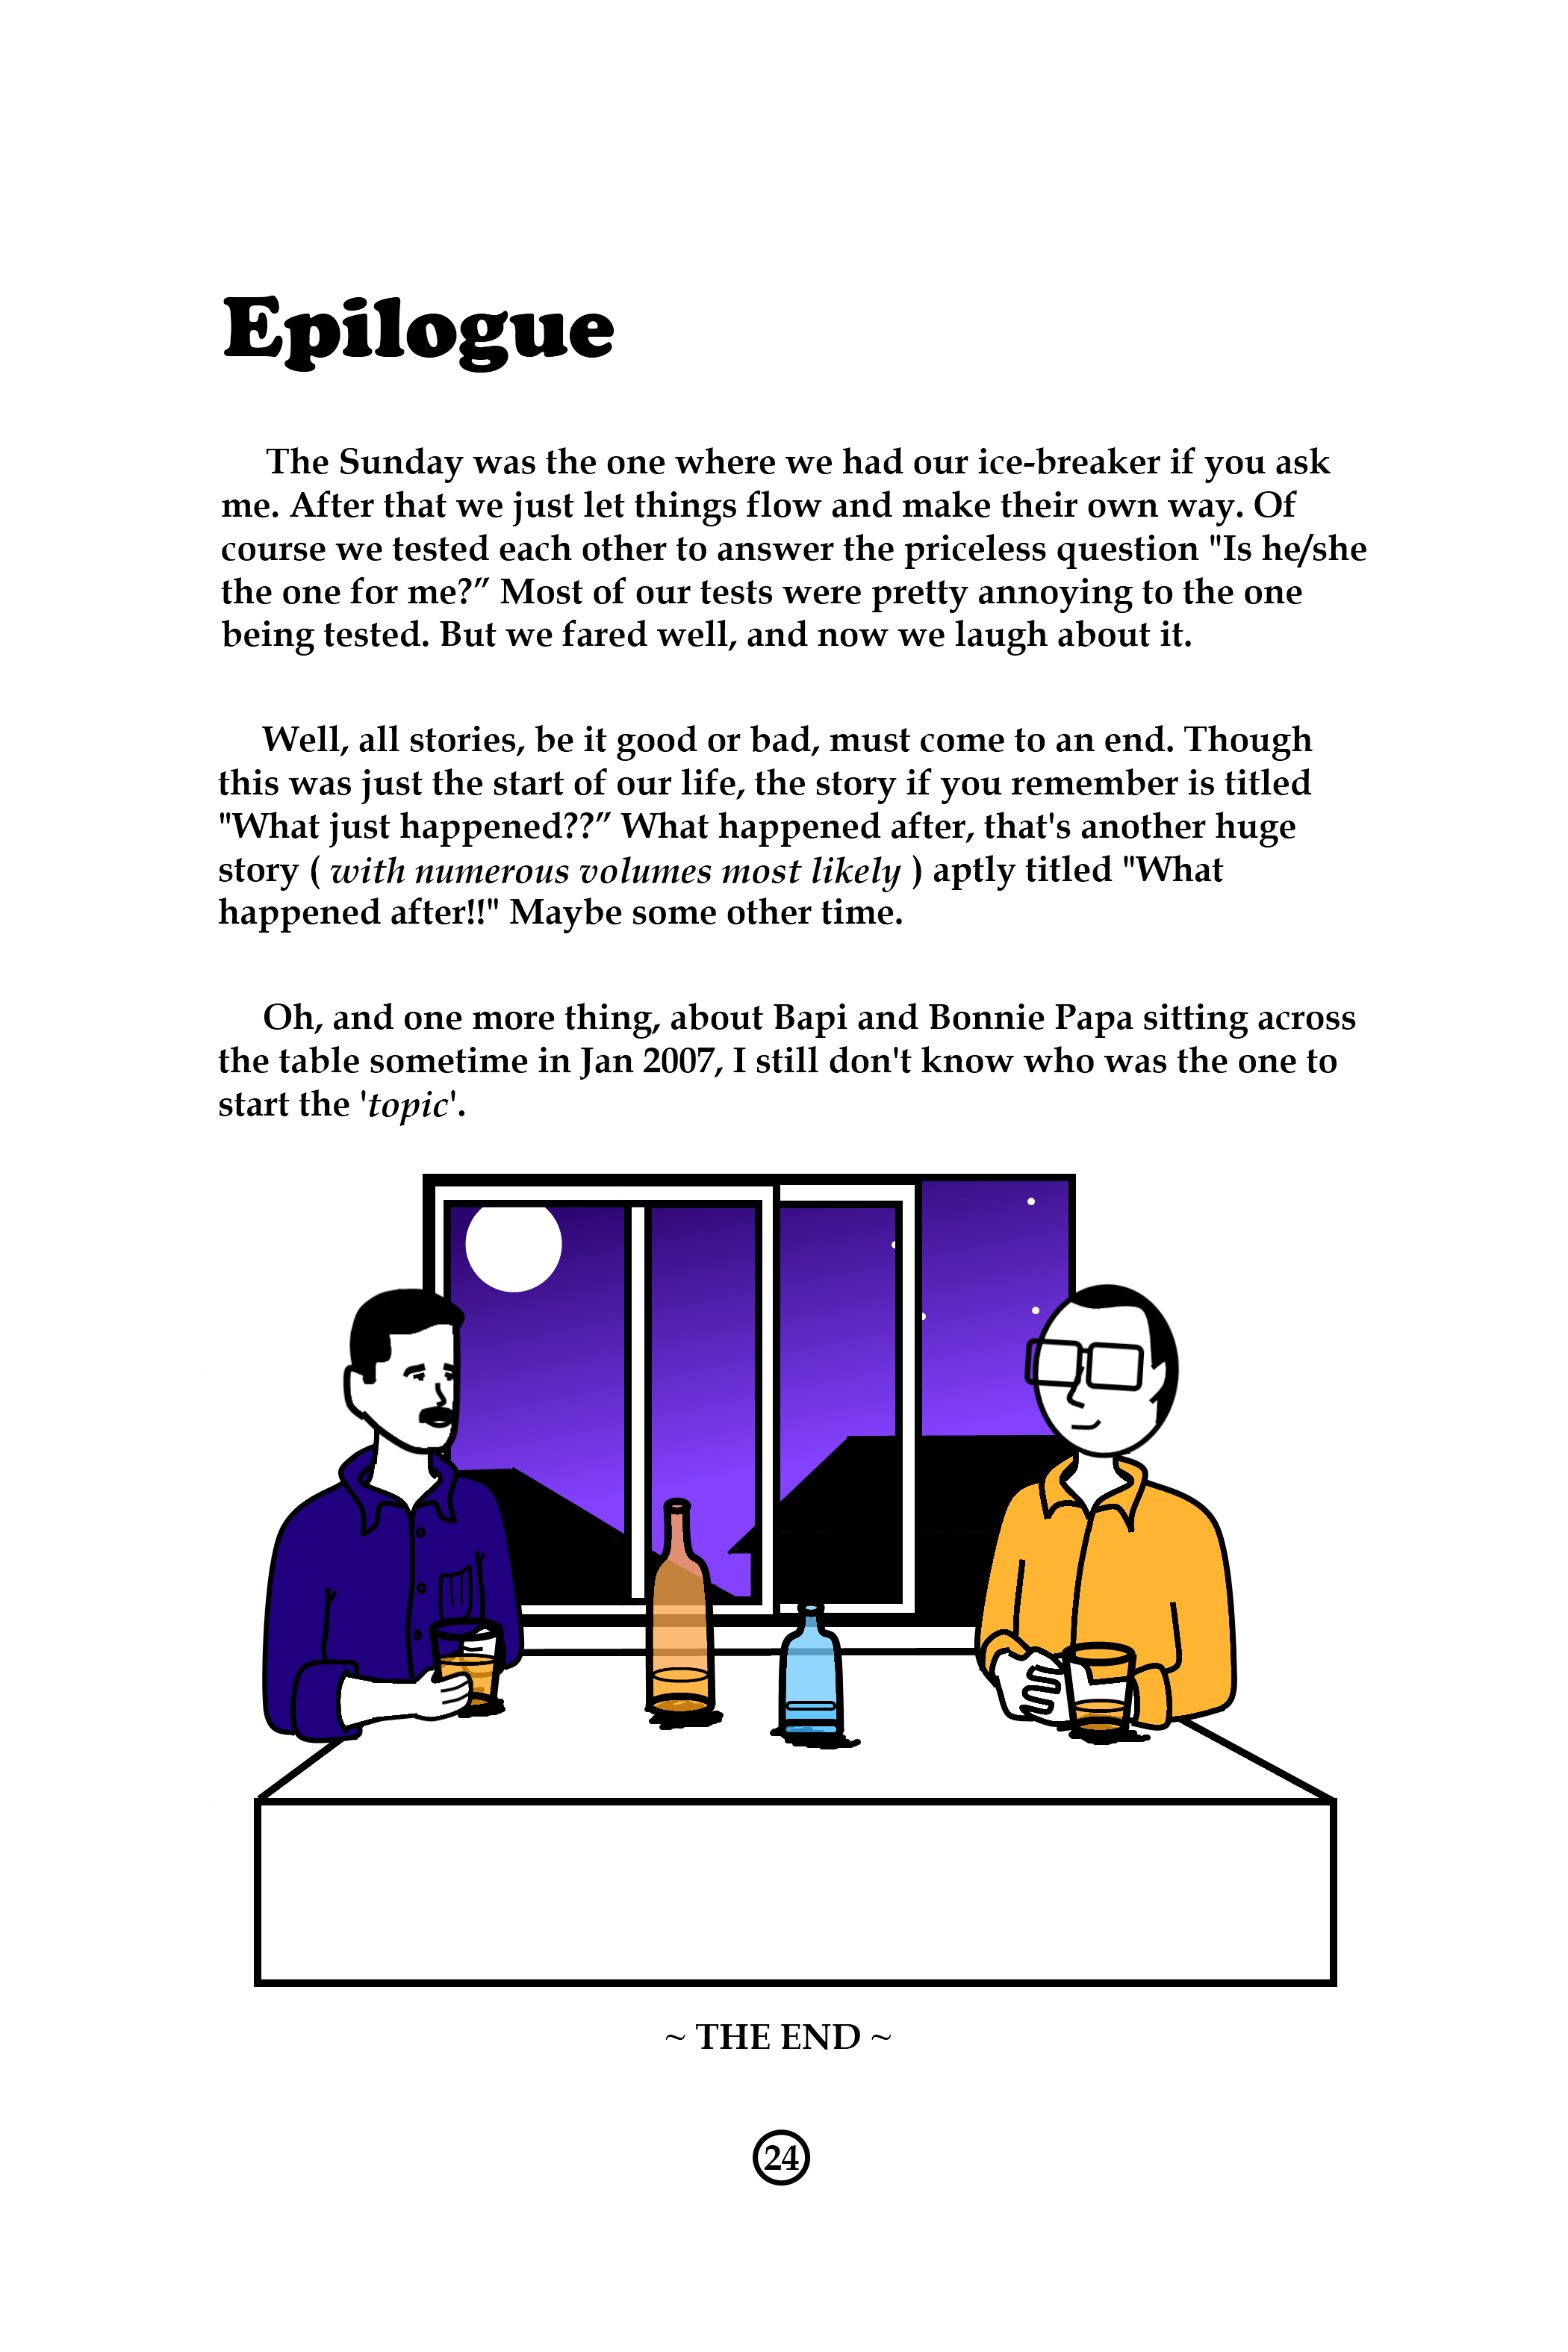 Epilogue
The Sunday was the one where we had our ice-breaker if you ask
me. After that we just let things flow and make their own way. Of
course we tested each other to answer the priceless question "Is he/she
the one for me?” Most of our tests were pretty annoying to the one
being tested. But we fared well, and now we laugh about it.
Well, all stories, be it good or bad, must come to an end. Though
this was just the start of our life, the story if you remember is titled
"What just happened??” What happened after, that's another huge
story ( with numerous volumes most likely ) aptly titled "What
happened after!!" Maybe some other time.
Oh, and one more thing, about Bapi and Bonnie Papa sitting across
the table sometime in Jan 2007, I still don't know who was the one to
start the 'topic'.
~ THE END ~
24